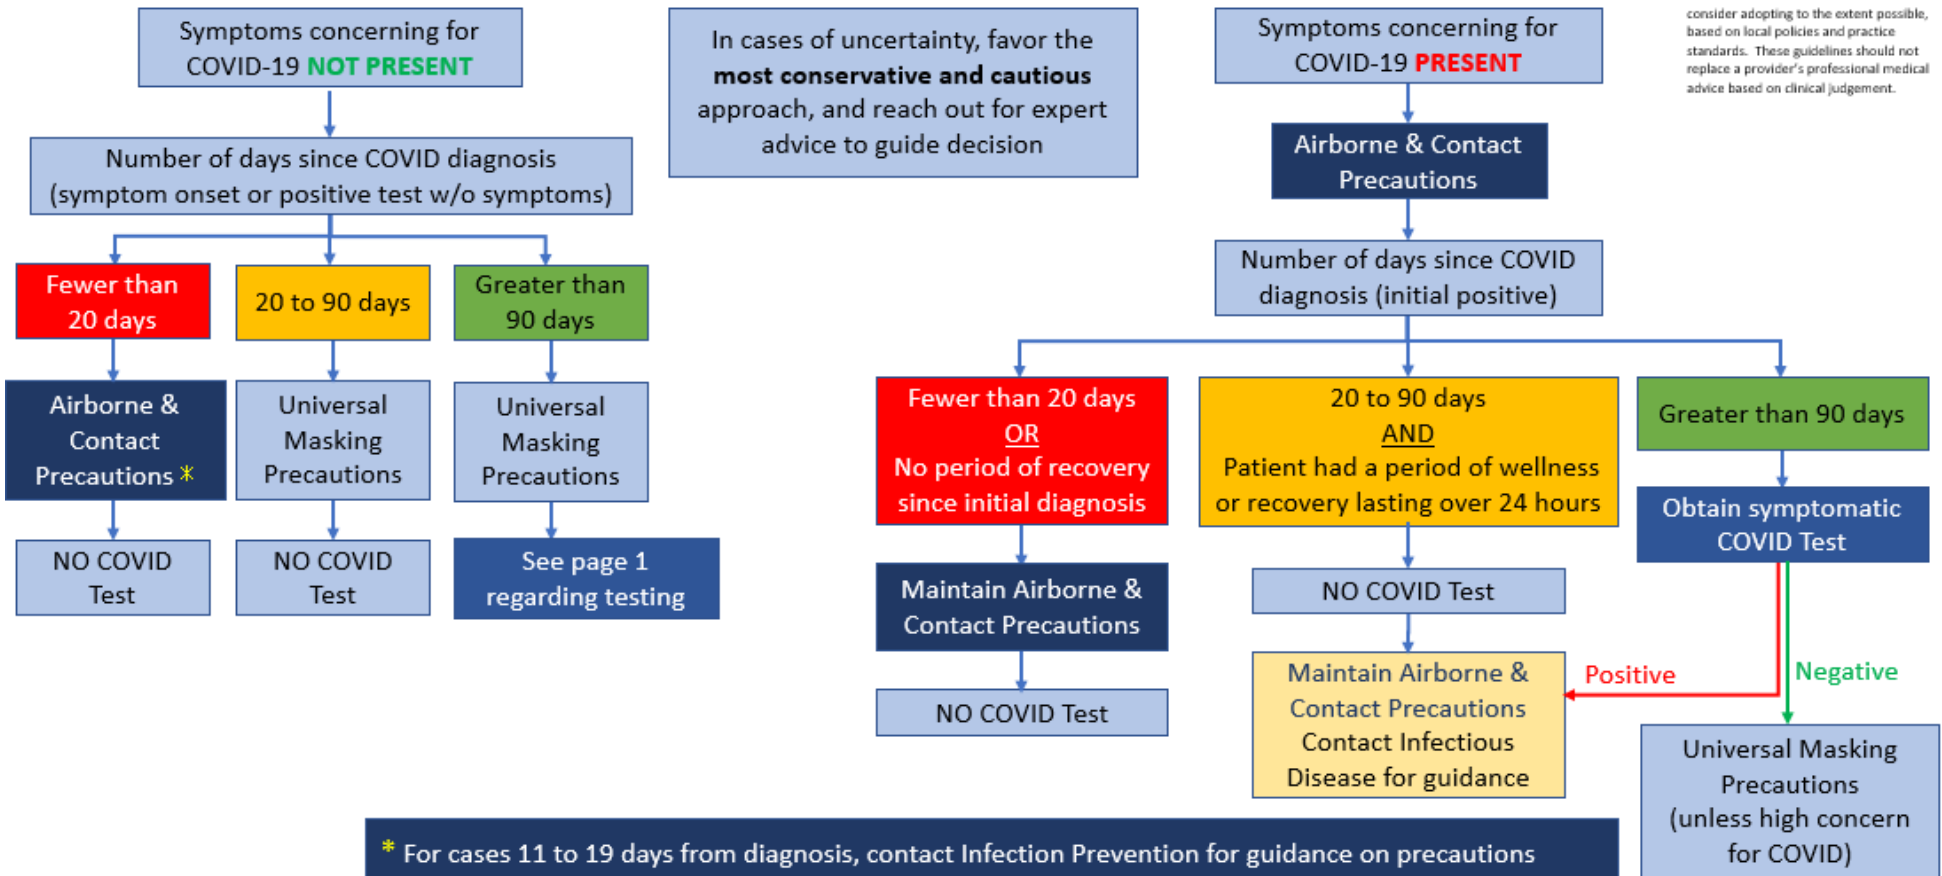 Symptoms concerning for
COVID-19 NOT PRESENT
Number of days since COVID diagnosis
(symptom onset or positive test w/o symptoms)
Fewer than
20 days
20 to 90 days
Greater than
90 days
Airborne &
Contact
Precautions *
Universal
Masking
Precautions
Universal
Masking
Precautions
NO COVID
Test
NO COVID
Test
See page 1
regarding testing
In cases of uncertainty, favor the
most conservative and cautious
approach, and reach out for expert
advice to guide decision
Symptoms concerning for
COVID-19 PRESENT
Airborne & Contact
Precautions
Number of days since COVID
diagnosis (initial positive)
Fewer than 20 days
OR
No period of recovery
since initial diagnosis
Maintain Airborne &
Contact Precautions
NO COVID Test
20 to 90 days
AND
Patient had a period of wellness
or recovery lasting over 24 hours
NO COVID Test
Maintain Airborne &
Contact Precautions
Contact Infectious
Disease for guidance
Greater than 90 days
Obtain symptomatic
COVID Test
Positive
Negative
Universal Masking
Precautions
(unless high concern
for COVID)
consider adopting to the extent possible,
based on local policies and practice
standards. These guidelines should not
replace a provider's professional medical
advice based on clinical judgement.
* For cases 11 to 19 days from diagnosis, contact Infection Prevention for guidance on precautions